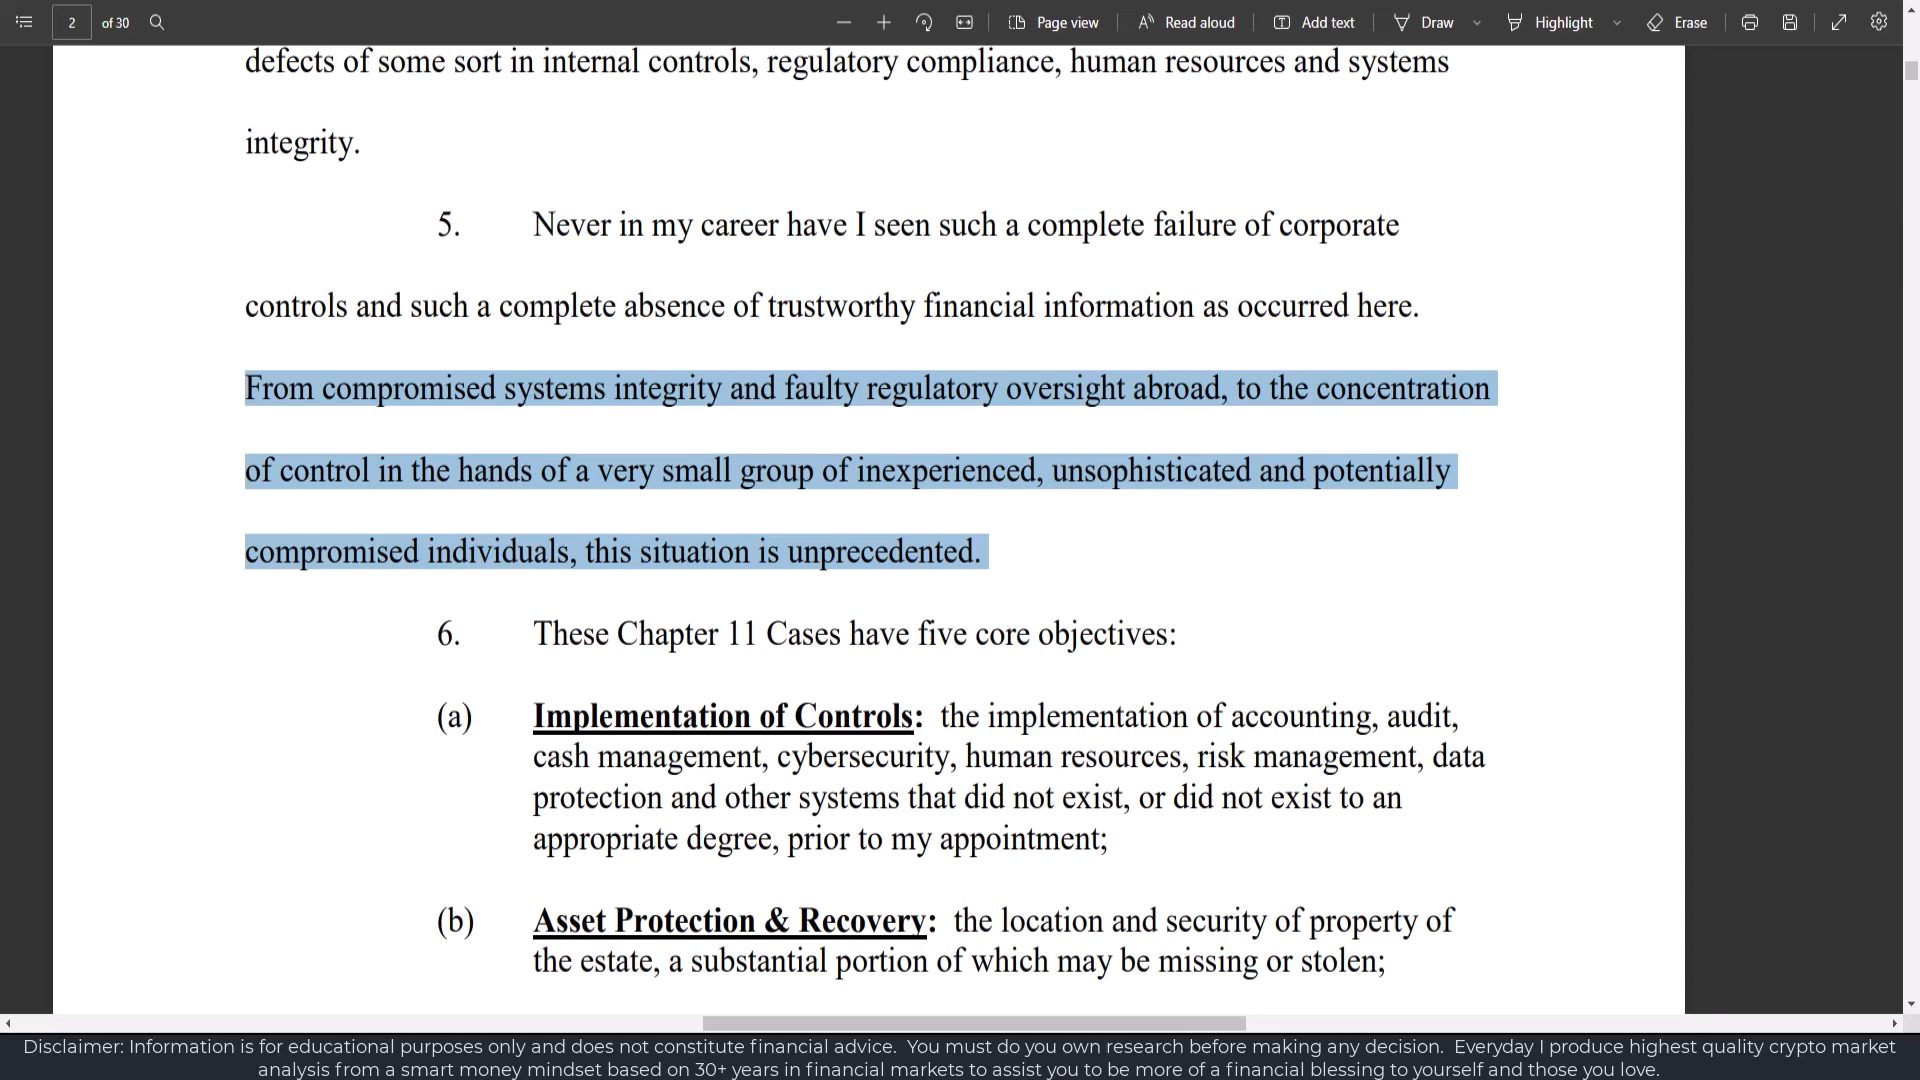 2 of 30 Page view Read aloud Add text Draw Highlight Erase
defects of some sort in internal controls, regulatory compliance, human resources and systems
integrity.
5. Never in my career have I seen such a complete failure of corporate
controls and such a complete absence of trustworthy financial information as occurred here.
From compromised systems integrity and faulty regulatory oversight abroad, to the concentration
of control in the hands of a very small group of inexperienced, unsophisticated and potentially
compromised individuals, this situation is unprecedented.
6. These Chapter 11 Cases have five core objectives:
(a) Implementation of Controls: the implementation of accounting, audit,
cash management, cybersecurity, human resources, risk management, data
protection and other systems that did not exist, or did not exist to an
appropriate degree, prior to my appointment;
(b) Asset Protection & Recovery: the location and security of property of
the estate, a substantial portion of which may be missing or stolen;
Disclaimer: Information is for educational purposes only and does not constitute financial advice. You must do you own research before making any decision. Everyday I produce highest quality crypto market
analysis from a smart money mindset based on 30+ years in financial markets to assist you to be more of a financial blessing to yourself and those you love.